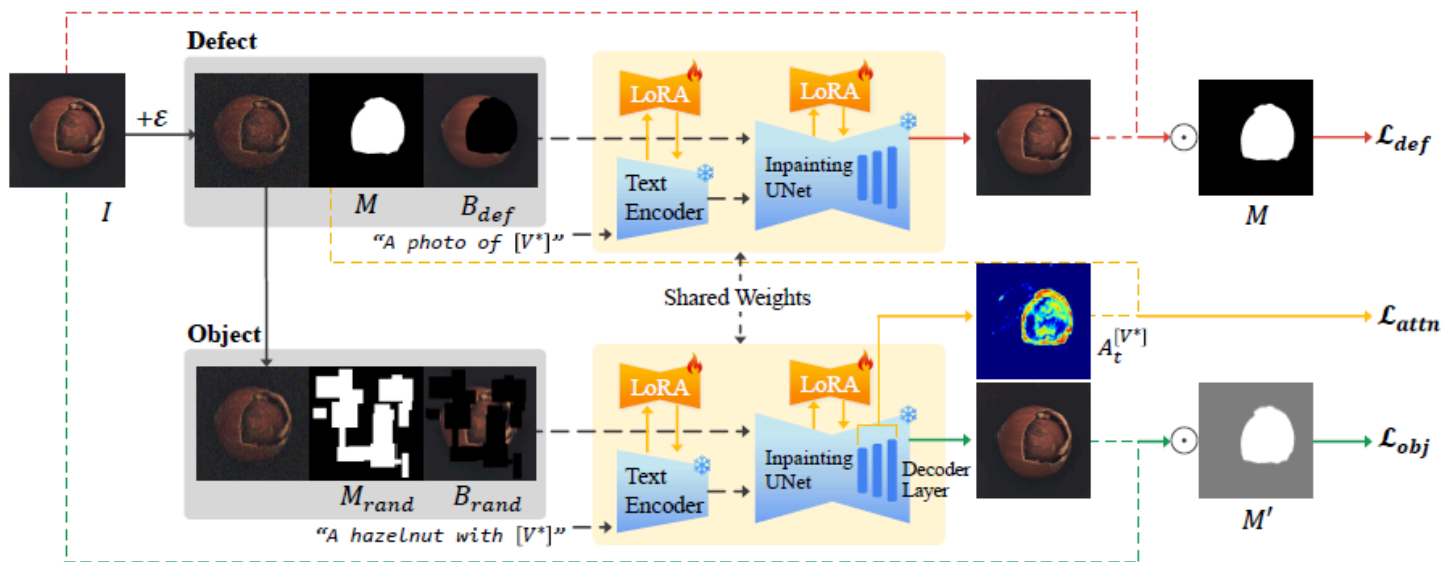 Defect
I
+ε
M
B_def
"A photo of [V*]"
LoRA
Text
Encoder
LoRA
Inpainting
UNet
M
ℒ_def
Shared Weights
A_t^[V*]
ℒ_attn
Object
M_rand
B_rand
"A hazelnut with [V*]"
LoRA
Text
Encoder
LoRA
Inpainting
UNet
Decoder
Layer
M'
ℒ_obj